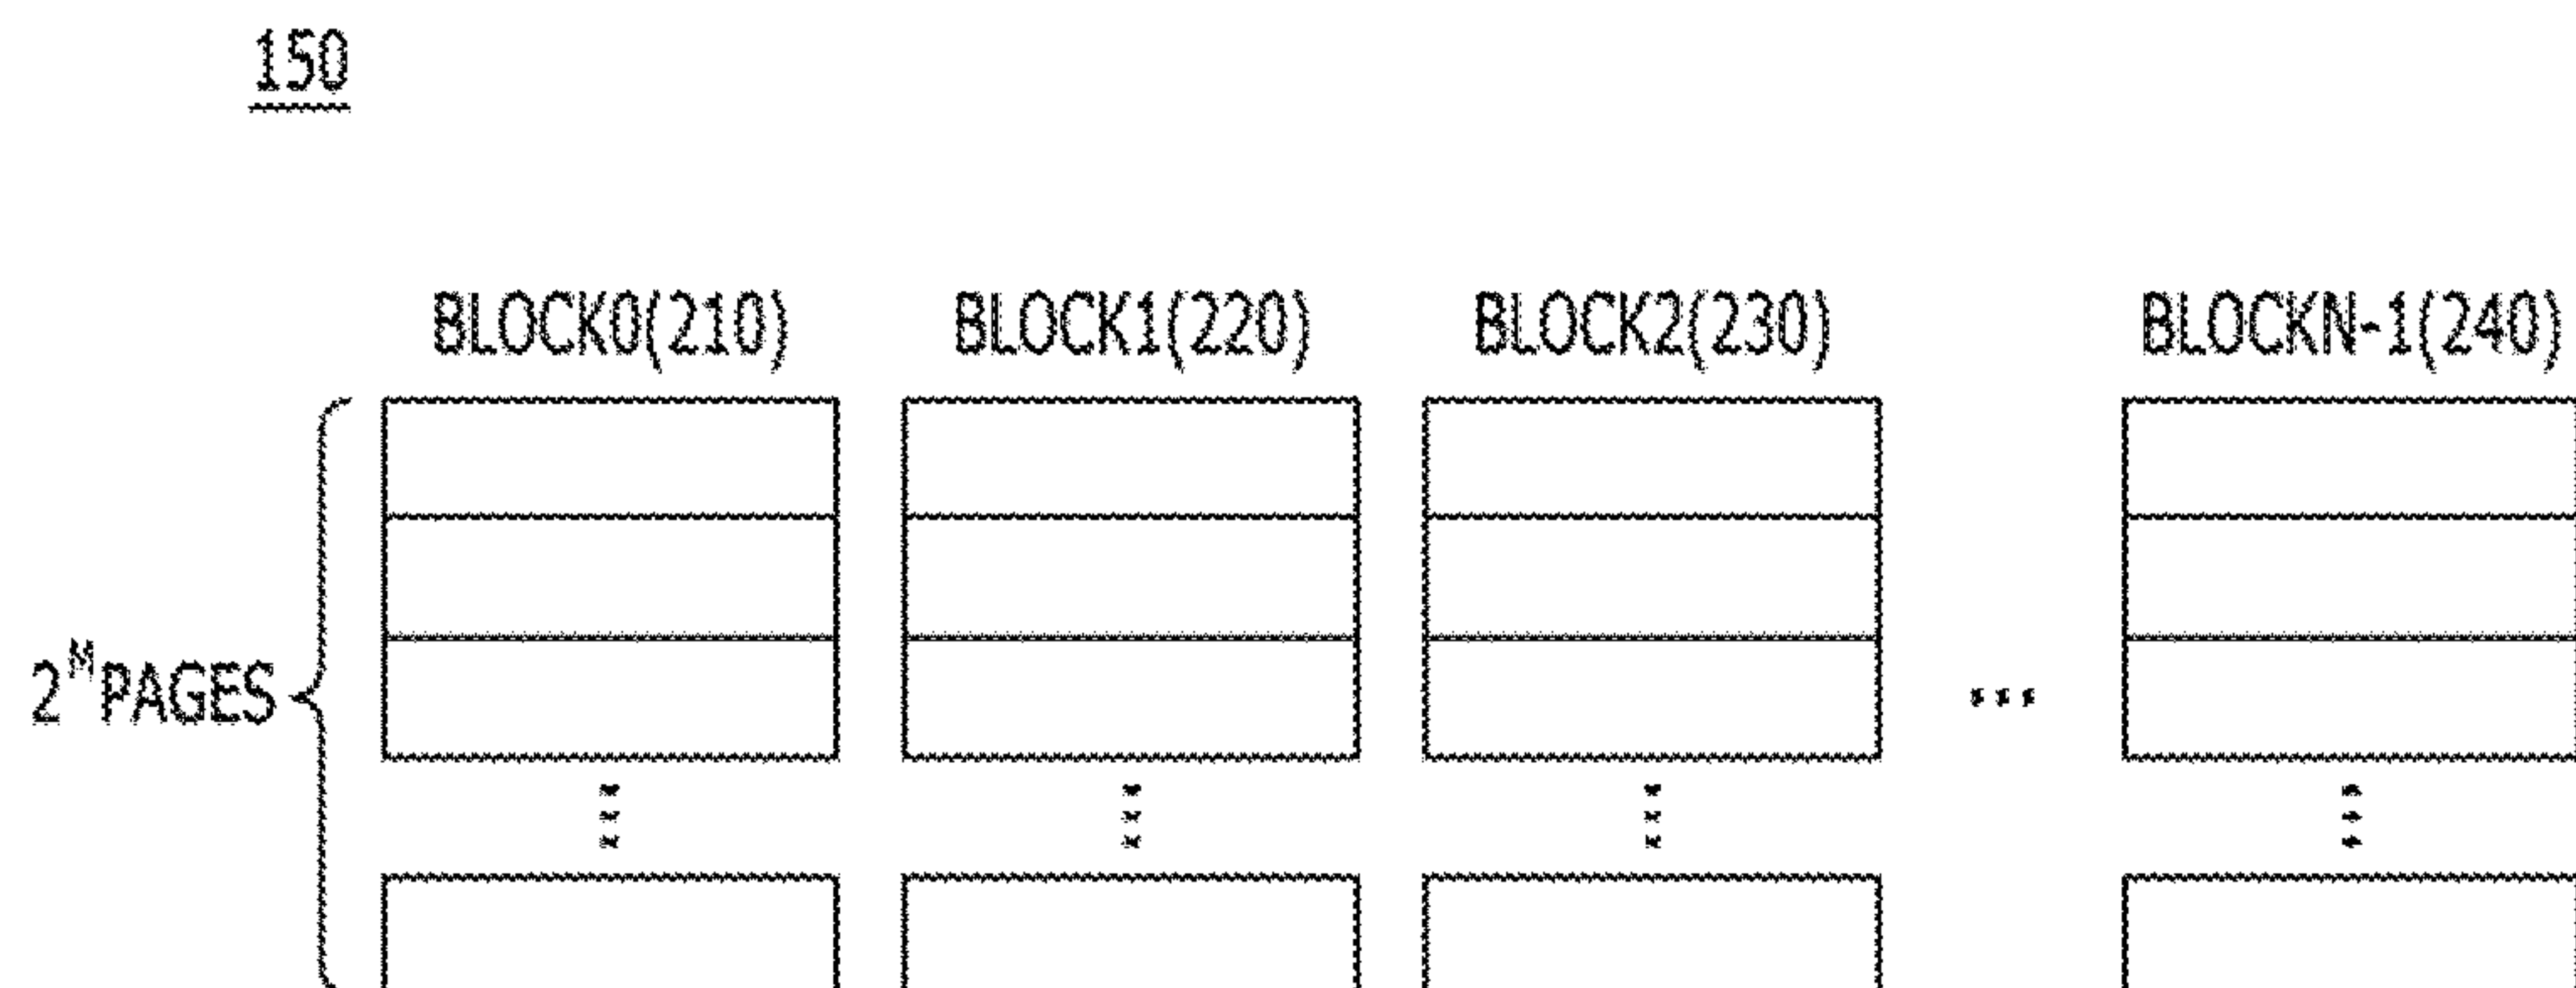 150
BLOCK0(210) BLOCK1(220) BLOCK2(230) BLOCKN-1(240)
2^M PAGES
...